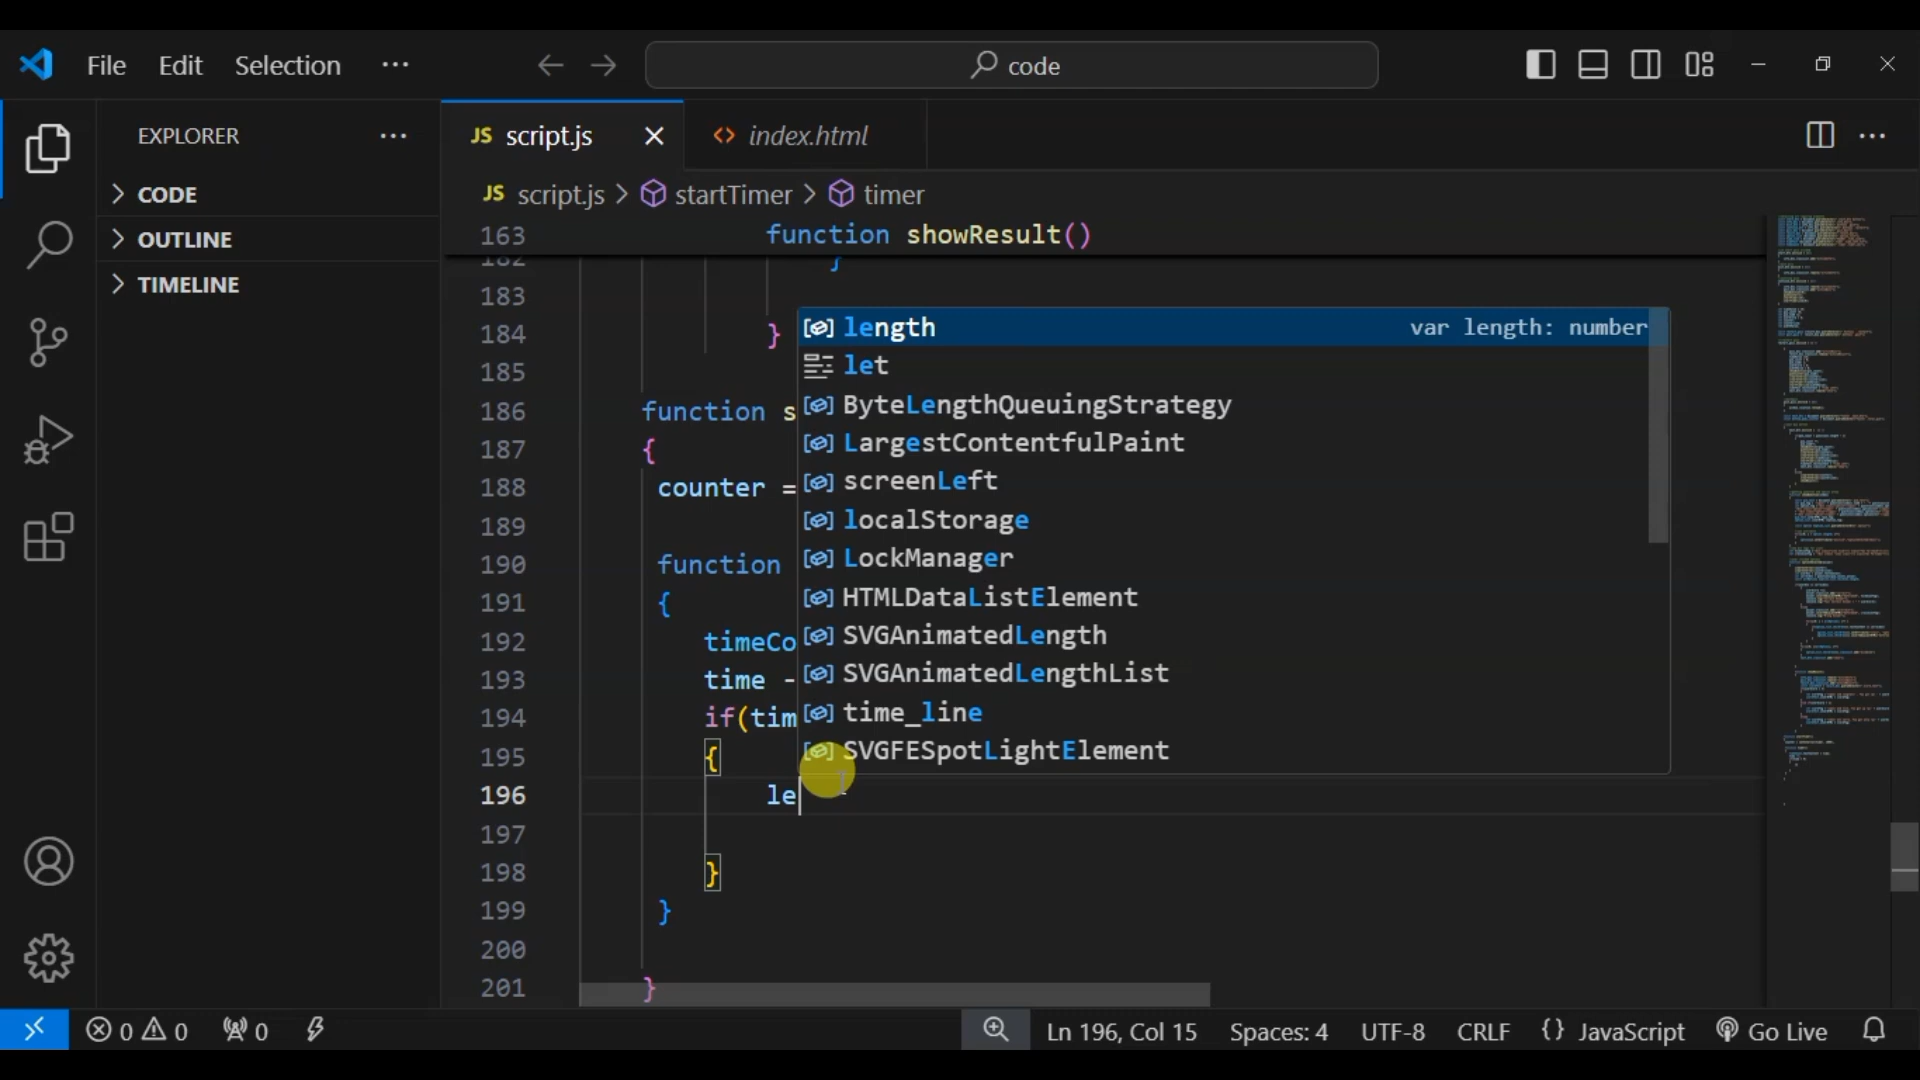 File Edit Selection ··· code
EXPLORER ···
CODE
OUTLINE
TIMELINE
JS script.js index.html ···
JS script.js > startTimer > timer
163 function showResult()
182 }
183
184 }
185
186 function s
187 {
188 counter =
189
190 function
191 {
192 timeCo
193 time -
194 if(tim
195 {
196 le
197
198 }
199 }
200
201 }
length var length: number
let
ByteLengthQueuingStrategy
LargestContentfulPaint
screenLeft
localStorage
LockManager
HTMLDataListElement
SVGAnimatedLength
SVGAnimatedLengthList
time_line
SVGFESpotLightElement
0 0 0 Ln 196, Col 15 Spaces: 4 UTF-8 CRLF {} JavaScript Go Live